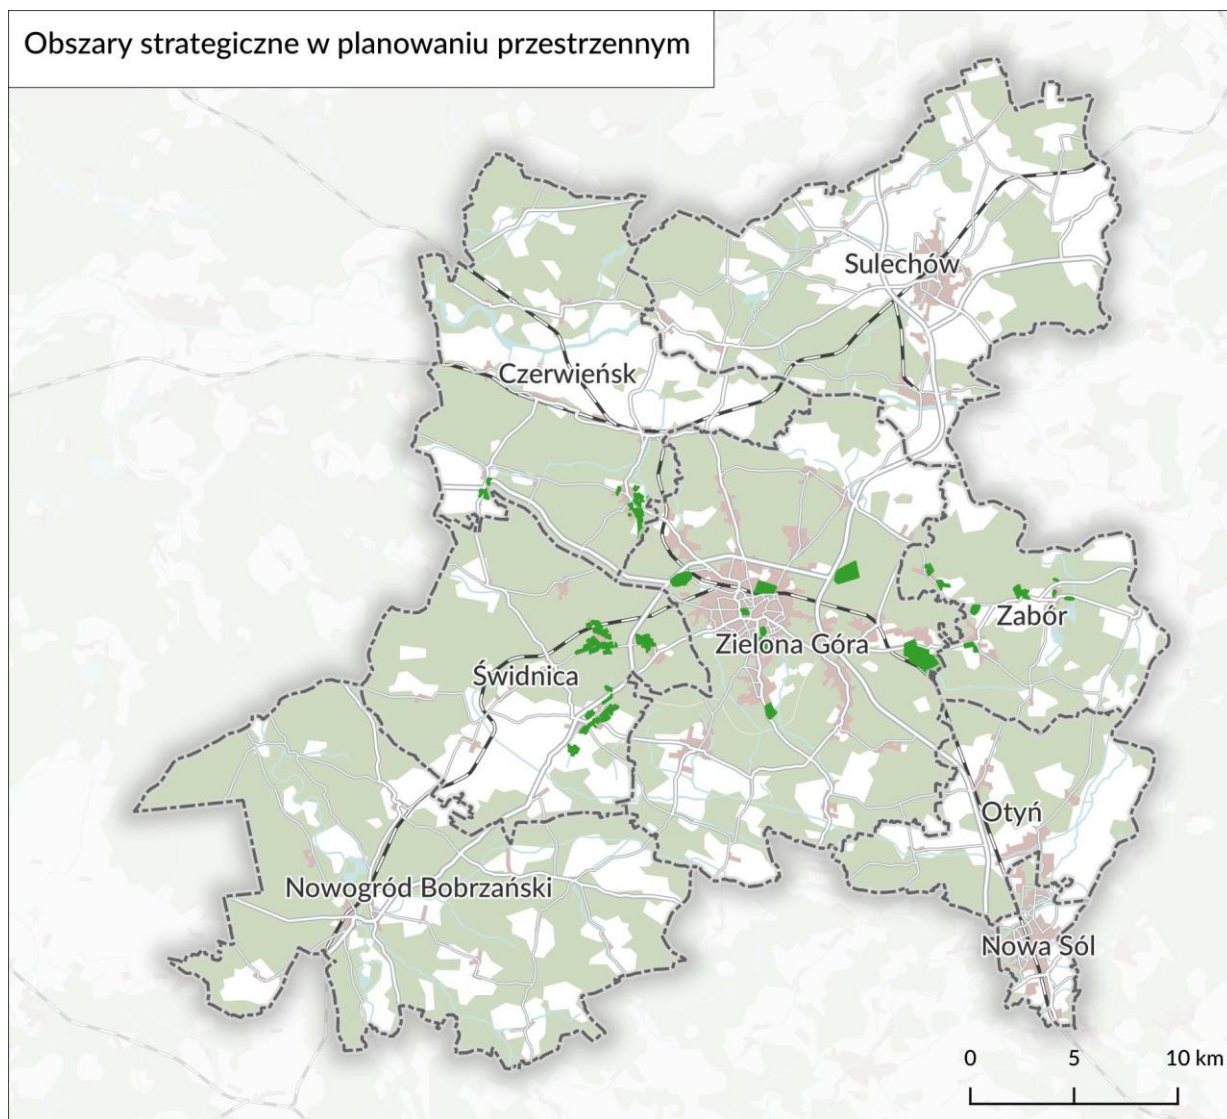 Obszary strategiczne w planowaniu przestrzennym
Sulechów
Czerwieńsk
Zabór
Zielona Góra
Świdnica
Otyń
Nowogród Bobrzański
Nowa Sól
0 5 10 km